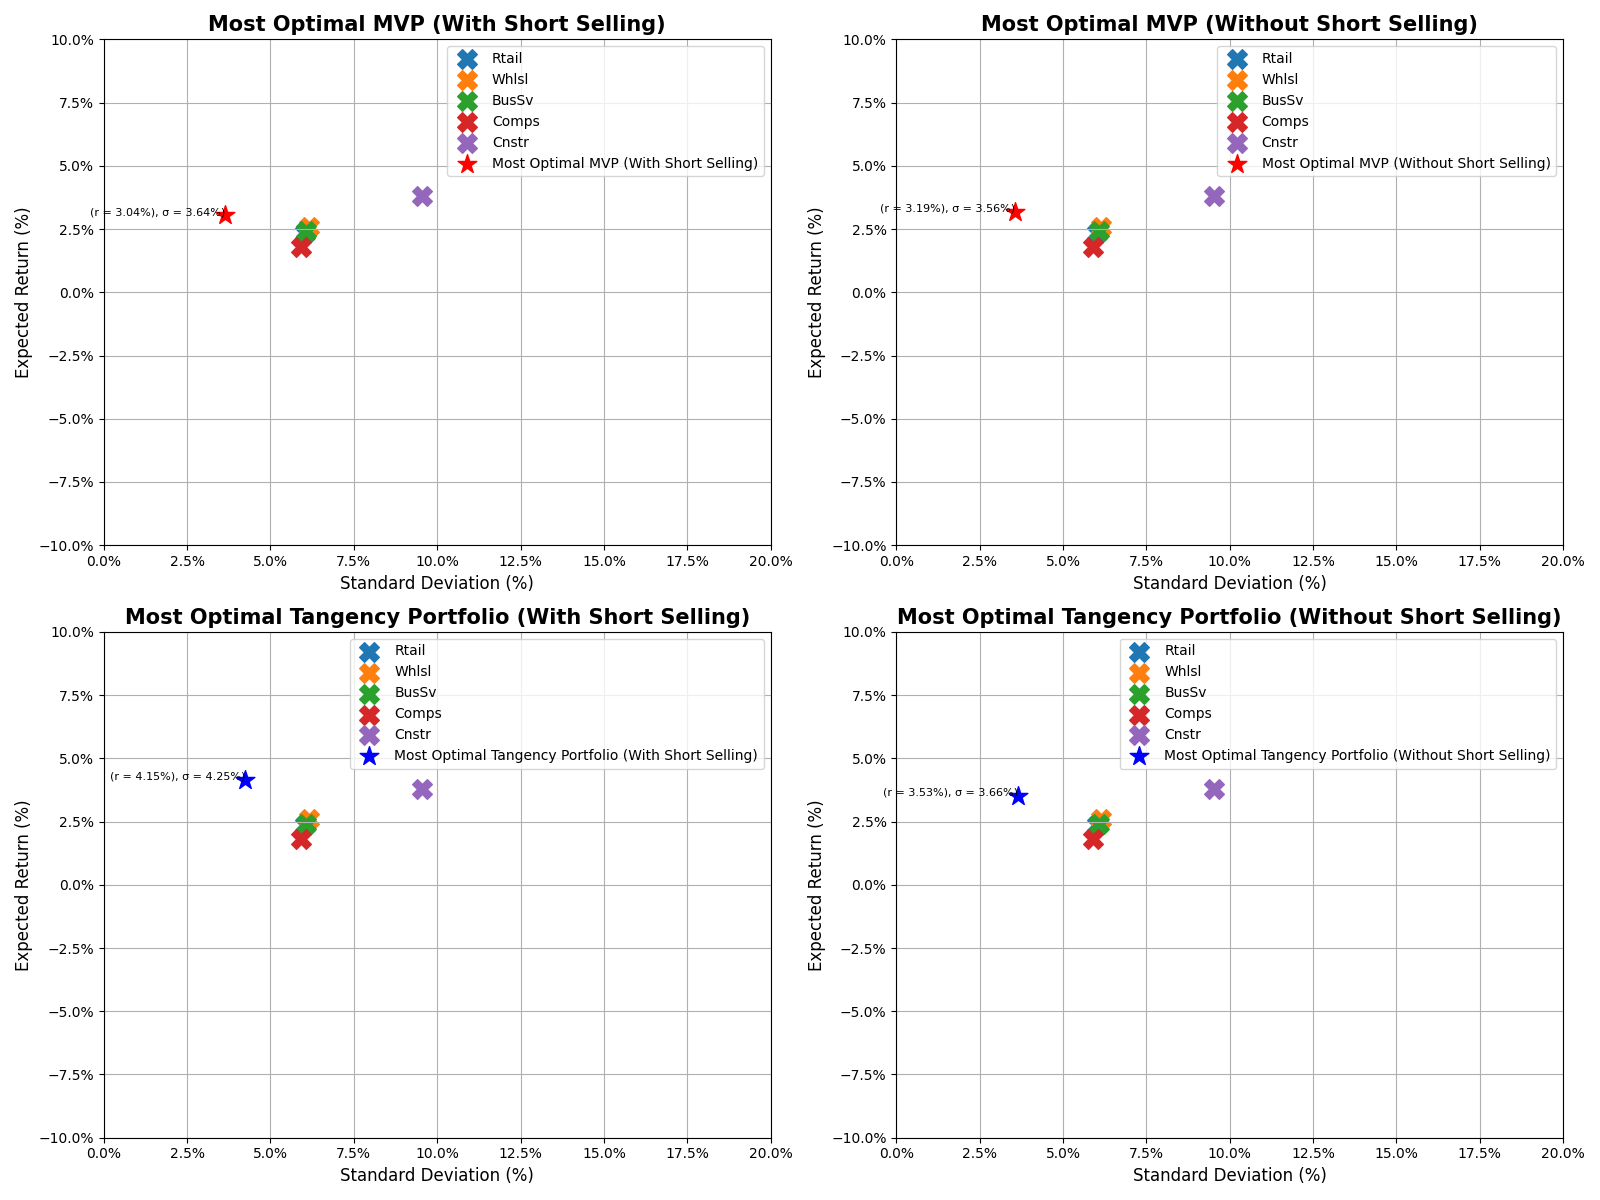 Most Optimal MVP (With Short Selling)
10.0%
7.5%
5.0%
2.5%
0.0%
−2.5%
−5.0%
−7.5%
−10.0%
Expected Return (%)
Rtail
Whlsl
BusSv
Comps
Cnstr
Most Optimal MVP (With Short Selling)
(r = 3.04%), σ = 3.64%)
0.0% 2.5% 5.0% 7.5% 10.0% 12.5% 15.0% 17.5% 20.0%
Standard Deviation (%)
Most Optimal MVP (Without Short Selling)
10.0%
7.5%
5.0%
2.5%
0.0%
−2.5%
−5.0%
−7.5%
−10.0%
Expected Return (%)
Rtail
Whlsl
BusSv
Comps
Cnstr
Most Optimal MVP (Without Short Selling)
(r = 3.19%), σ = 3.56%)
0.0% 2.5% 5.0% 7.5% 10.0% 12.5% 15.0% 17.5% 20.0%
Standard Deviation (%)
Most Optimal Tangency Portfolio (With Short Selling)
10.0%
7.5%
5.0%
2.5%
0.0%
−2.5%
−5.0%
−7.5%
−10.0%
Expected Return (%)
Rtail
Whlsl
BusSv
Comps
Cnstr
Most Optimal Tangency Portfolio (With Short Selling)
(r = 4.15%), σ = 4.25%)
0.0% 2.5% 5.0% 7.5% 10.0% 12.5% 15.0% 17.5% 20.0%
Standard Deviation (%)
Most Optimal Tangency Portfolio (Without Short Selling)
10.0%
7.5%
5.0%
2.5%
0.0%
−2.5%
−5.0%
−7.5%
−10.0%
Expected Return (%)
Rtail
Whlsl
BusSv
Comps
Cnstr
Most Optimal Tangency Portfolio (Without Short Selling)
(r = 3.53%), σ = 3.66%)
0.0% 2.5% 5.0% 7.5% 10.0% 12.5% 15.0% 17.5% 20.0%
Standard Deviation (%)